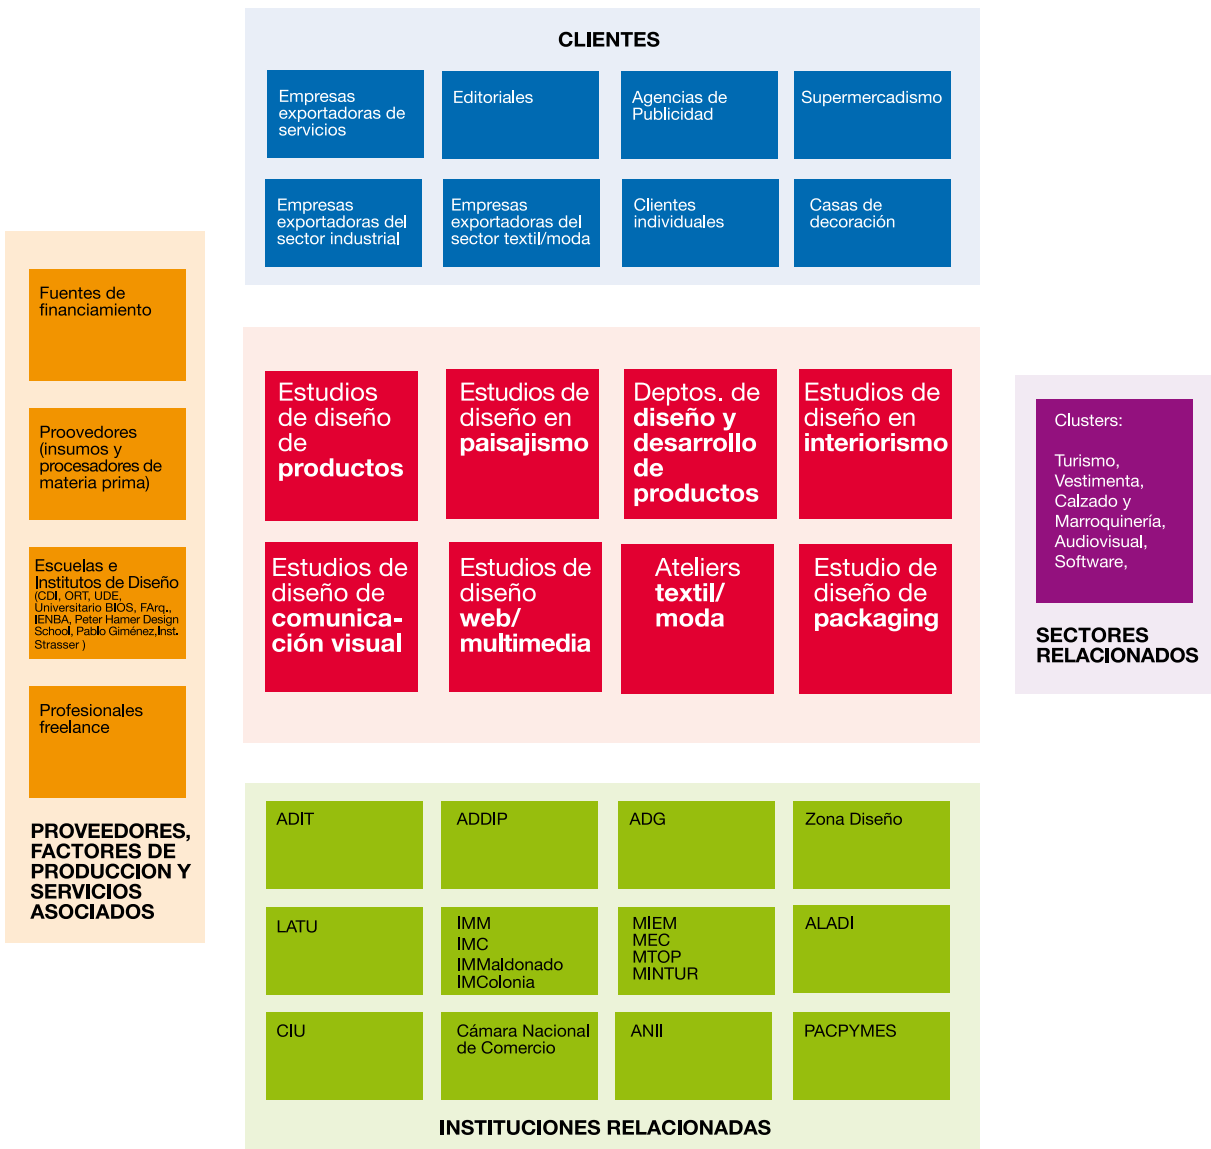 CLIENTES
Empresas
exportadoras de
servicios
Editoriales
Agencias de
Publicidad
Supermercadismo
Empresas
exportadoras del
sector industrial
Empresas
exportadoras del
sector textil/moda
Clientes
individuales
Casas de
decoración
Fuentes de
financiamiento
Proovedores
(insumos y
procesadores de
materia prima)
Escuelas e
Institutos de Diseño
(CDI, ORT, UDE,
Universitario BIOS, FArq.,
IENBA, Peter Hamer Design
School, Pablo Giménez,Inst.
Strasser )
Profesionales
freelance
PROVEEDORES,
FACTORES DE
PRODUCCION Y
SERVICIOS
ASOCIADOS
Estudios
de diseño
de
productos
Estudios de
diseño en
paisajismo
Deptos. de
diseño y
desarrollo
de
productos
Estudios de
diseño en
interiorismo
Estudios de
diseño de
comunica-
ción visual
Estudios de
diseño
web/
multimedia
Ateliers
textil/
moda
Estudio de
diseño de
packaging
Clusters:
Turismo,
Vestimenta,
Calzado y
Marroquinería,
Audiovisual,
Software,
SECTORES
RELACIONADOS
ADIT
ADDIP
ADG
Zona Diseño
LATU
IMM
IMC
IMMaldonado
IMColonia
MIEM
MEC
MTOP
MINTUR
ALADI
CIU
Cámara Nacional
de Comercio
ANII
PACPYMES
INSTITUCIONES RELACIONADAS